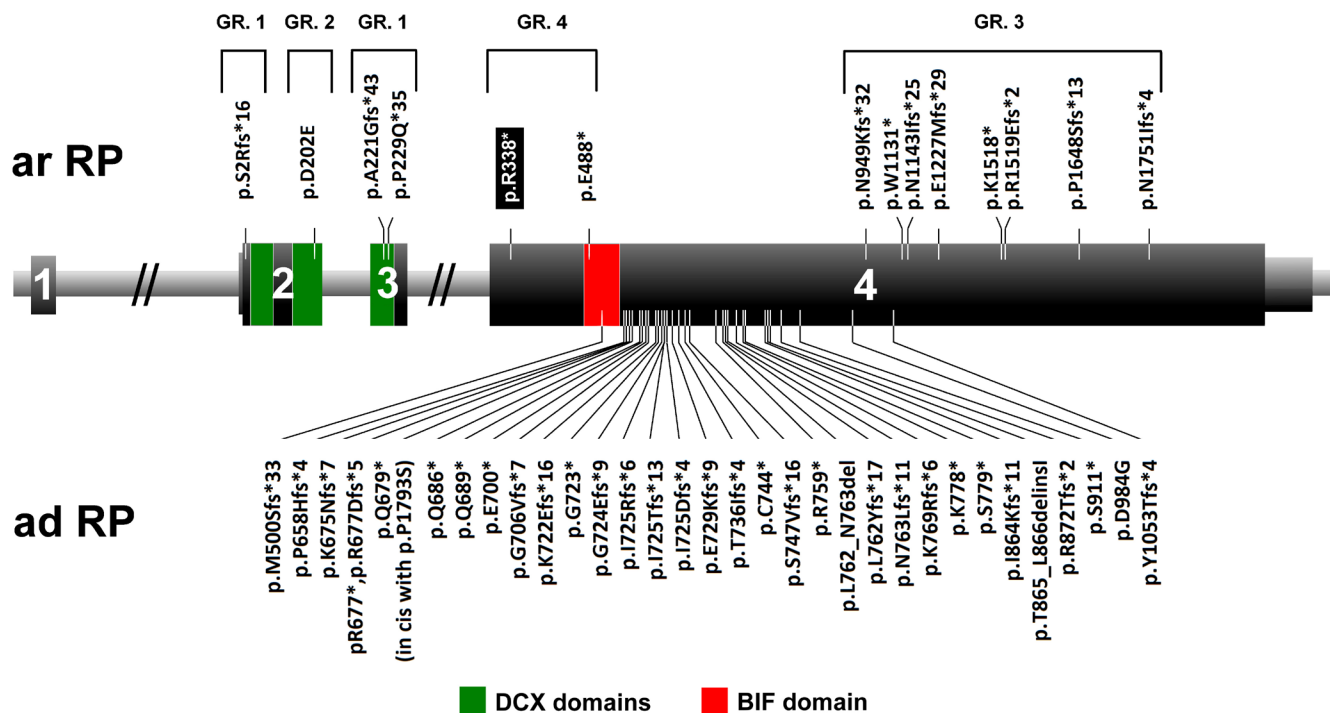 GR. 1
GR. 2
GR. 1
GR. 4
GR. 3
ar RP
p.S2Rfs*16
p.D202E
p.A221Gfs*43
p.P229Q*35
p.R338*
p.E488*
p.N949Kfs*32
p.W1131*
p.N1143Ifs*25
p.E1227Mfs*29
p.K1518*
p.R1519Efs*2
p.P1648Sfs*13
p.N1751Ifs*4
1
//
2
3
//
4
ad RP
p.M500Sfs*33
p.P658Hfs*4
p.K675Nfs*7
pR677*,p.R677Dfs*5
p.Q679*
(in cis with p.P1793S)
p.Q686*
p.Q689*
p.E700*
p.G706Vfs*7
p.K722Efs*16
p.G723*
p.G724Efs*9
p.I725Rfs*6
p.I725Tfs*13
p.I725Dfs*4
p.E729Kfs*9
p.T736Ifs*4
p.C744*
p.S747Vfs*16
p.R759*
p.L762_N763del
p.L762Yfs*17
p.N763Lfs*11
p.K769Rfs*6
p.K778*
p.S779*
p.I864Kfs*11
p.T865_L866delinsI
p.R872Tfs*2
p.S911*
p.D984G
p.Y1053Tfs*4
DCX domains
BIF domain